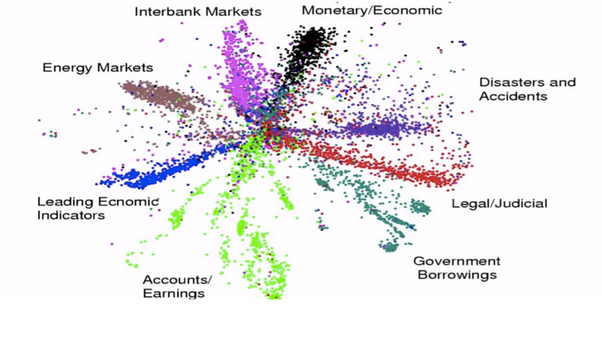 Interbank Markets
Monetary/Economic
Energy Markets
Disasters and
Accidents
Leading Ecnomic
Indicators
Legal/Judicial
Government
Borrowings
Accounts/
Earnings